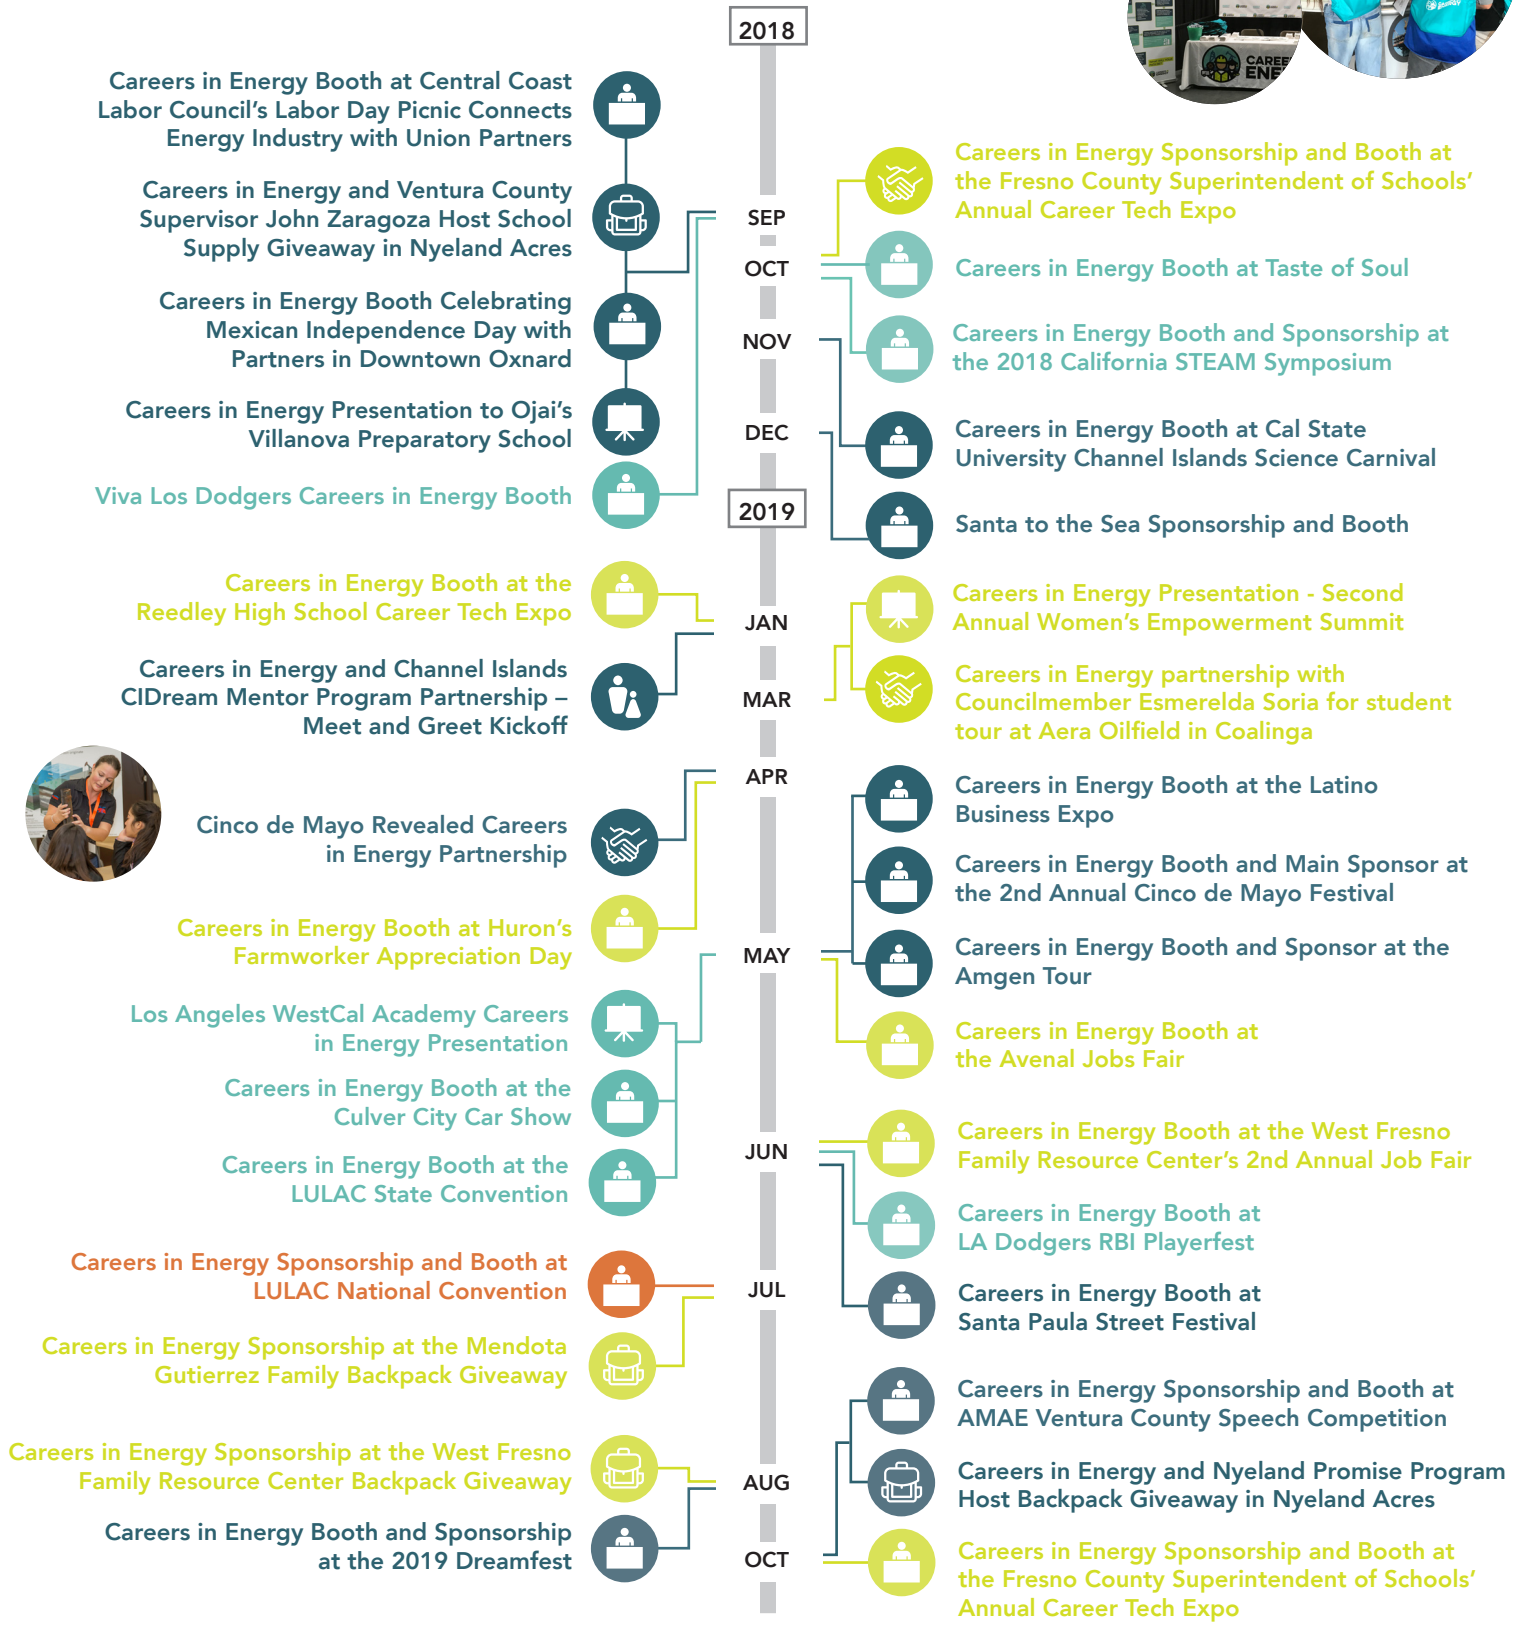 2018
Careers in Energy Booth at Central Coast
Labor Council’s Labor Day Picnic Connects
Energy Industry with Union Partners
Careers in Energy and Ventura County
Supervisor John Zaragoza Host School
Supply Giveaway in Nyeland Acres
Careers in Energy Booth Celebrating
Mexican Independence Day with
Partners in Downtown Oxnard
Careers in Energy Presentation to Ojai’s
Villanova Preparatory School
Viva Los Dodgers Careers in Energy Booth
SEP
OCT
NOV
DEC
CAREE
ENE
Careers in Energy Sponsorship and Booth at
the Fresno County Superintendent of Schools’
Annual Career Tech Expo
Careers in Energy Booth at Taste of Soul
Careers in Energy Booth and Sponsorship at
the 2018 California STEAM Symposium
Careers in Energy Booth at Cal State
University Channel Islands Science Carnival
Santa to the Sea Sponsorship and Booth
2019
Careers in Energy Booth at the
Reedley High School Career Tech Expo
Careers in Energy and Channel Islands
CIDream Mentor Program Partnership –
Meet and Greet Kickoff
JAN
MAR
Careers in Energy Presentation - Second
Annual Women’s Empowerment Summit
Careers in Energy partnership with
Councilmember Esmerelda Soria for student
tour at Aera Oilfield in Coalinga
APR
Cinco de Mayo Revealed Careers
in Energy Partnership
Careers in Energy Booth at Huron’s
Farmworker Appreciation Day
MAY
Los Angeles WestCal Academy Careers
in Energy Presentation
Careers in Energy Booth at the
Culver City Car Show
Careers in Energy Booth at the
LULAC State Convention
Careers in Energy Booth at the Latino
Business Expo
Careers in Energy Booth and Main Sponsor at
the 2nd Annual Cinco de Mayo Festival
Careers in Energy Booth and Sponsor at the
Amgen Tour
Careers in Energy Booth at
the Avenal Jobs Fair
JUN
Careers in Energy Booth at the West Fresno
Family Resource Center’s 2nd Annual Job Fair
Careers in Energy Booth at
LA Dodgers RBI Playerfest
Careers in Energy Booth at
Santa Paula Street Festival
JUL
Careers in Energy Sponsorship and Booth at
LULAC National Convention
Careers in Energy Sponsorship at the Mendota
Gutierrez Family Backpack Giveaway
AUG
Careers in Energy Sponsorship at the West Fresno
Family Resource Center Backpack Giveaway
Careers in Energy Booth and Sponsorship
at the 2019 Dreamfest
OCT
Careers in Energy Sponsorship and Booth at
AMAE Ventura County Speech Competition
Careers in Energy and Nyeland Promise Program
Host Backpack Giveaway in Nyeland Acres
Careers in Energy Sponsorship and Booth at
the Fresno County Superintendent of Schools’
Annual Career Tech Expo